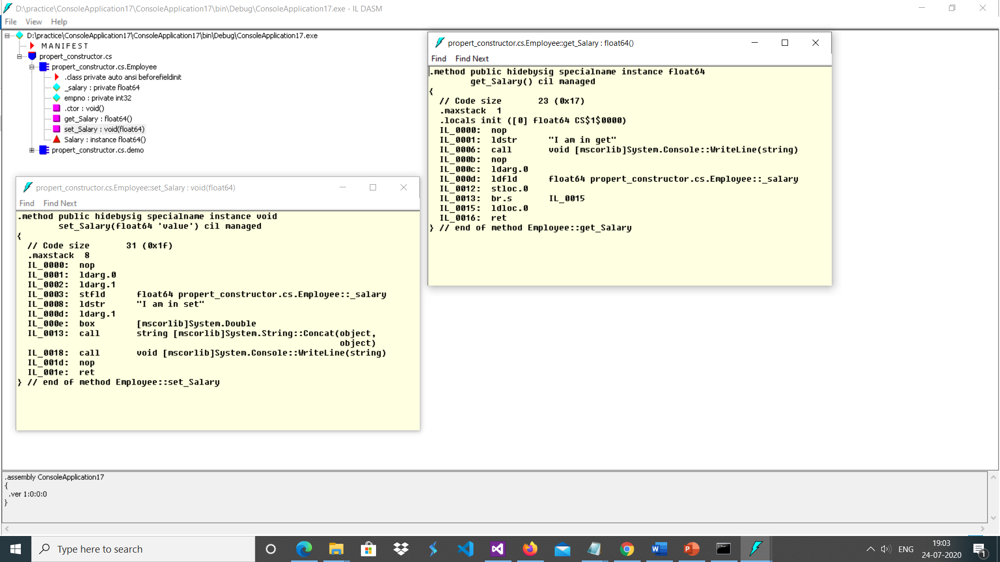 D:\practice\ConsoleApplication17\ConsoleApplication17\bin\Debug\ConsoleApplication17.exe - IL DASM
File View Help
D:\practice\ConsoleApplication17\ConsoleApplication17\bin\Debug\ConsoleApplication17.exe
MANIFEST
propert_constructor.cs
propert_constructor.cs.Employee
.class private auto ansi beforefieldinit
_salary : private float64
empno : private int32
.ctor : void()
get_Salary : float64()
set_Salary : void(float64)
Salary : instance float64()
propert_constructor.cs.demo
propert_constructor.cs.Employee::get_Salary : float64()
Find Find Next
.method public hidebysig specialname instance float64
get_Salary() cil managed
{
// Code size 23 (0x17)
.maxstack 1
.locals init ([0] float64 CS$1$0000)
IL_0000: nop
IL_0001: ldstr "I am in get"
IL_0006: call void [mscorlib]System.Console::WriteLine(string)
IL_000b: nop
IL_000c: ldarg.0
IL_000d: ldfld float64 propert_constructor.cs.Employee::_salary
IL_0012: stloc.0
IL_0013: br.s IL_0015
IL_0015: ldloc.0
IL_0016: ret
} // end of method Employee::get_Salary
propert_constructor.cs.Employee::set_Salary : void(float64)
Find Find Next
.method public hidebysig specialname instance void
set_Salary(float64 'value') cil managed
{
// Code size 31 (0x1f)
.maxstack 8
IL_0000: nop
IL_0001: ldarg.0
IL_0002: ldarg.1
IL_0003: stfld float64 propert_constructor.cs.Employee::_salary
IL_0008: ldstr "I am in set"
IL_000d: ldarg.1
IL_000e: box [mscorlib]System.Double
IL_0013: call string [mscorlib]System.String::Concat(object,
object)
IL_0018: call void [mscorlib]System.Console::WriteLine(string)
IL_001d: nop
IL_001e: ret
} // end of method Employee::set_Salary
.assembly ConsoleApplication17
{
.ver 1:0:0:0
}
Type here to search
ENG
19:03
24-07-2020
1